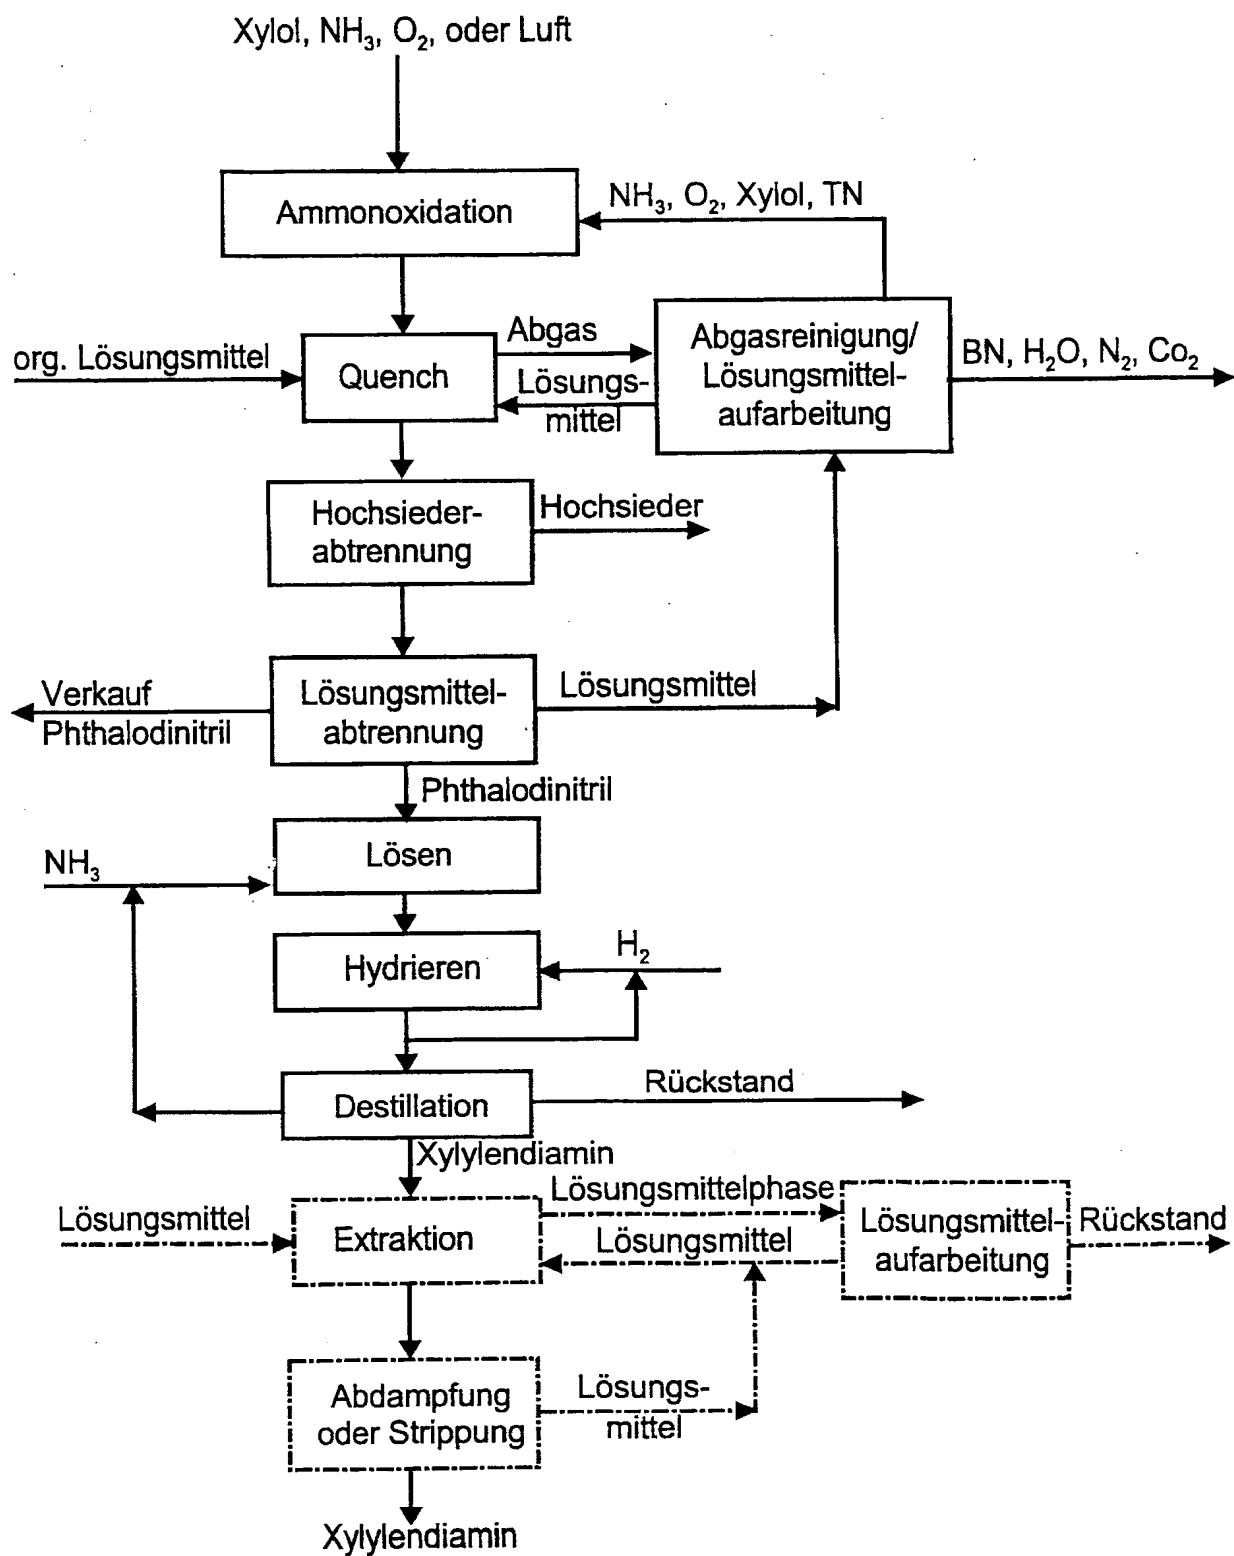 Xylol, NH₃, O₂, oder Luft
Ammonoxidation
NH₃, O₂, Xylol, TN
org. Lösungsmittel
Quench
Abgas
Lösungs-
mittel
Abgasreinigung/
Lösungsmittel-
aufarbeitung
BN, H₂O, N₂, Co₂
Hochsieder-
abtrennung
Hochsieder
Verkauf
Phthalodinitril
Lösungsmittel-
abtrennung
Lösungsmittel
Phthalodinitril
NH₃
Lösen
Hydrieren
H₂
Destillation
Rückstand
Xylylendiamin
Lösungsmittel
Extraktion
Lösungsmittelphase
Lösungsmittel
Lösungsmittel-
aufarbeitung
Rückstand
Abdampfung
oder Strippung
Lösungs-
mittel
Xylylendiamin